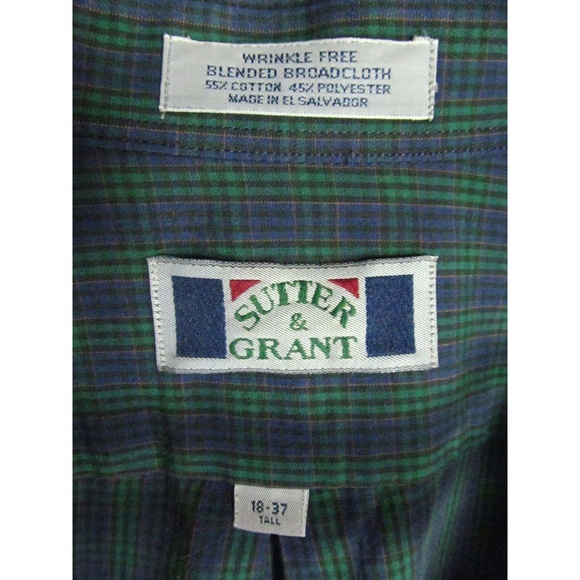 WRINKLE FREE
BLENDED BROADCLOTH
55% COTTON 45% POLYESTER
MADE IN EL SALVADOR
SUTTER
&
GRANT
18-37
TALL